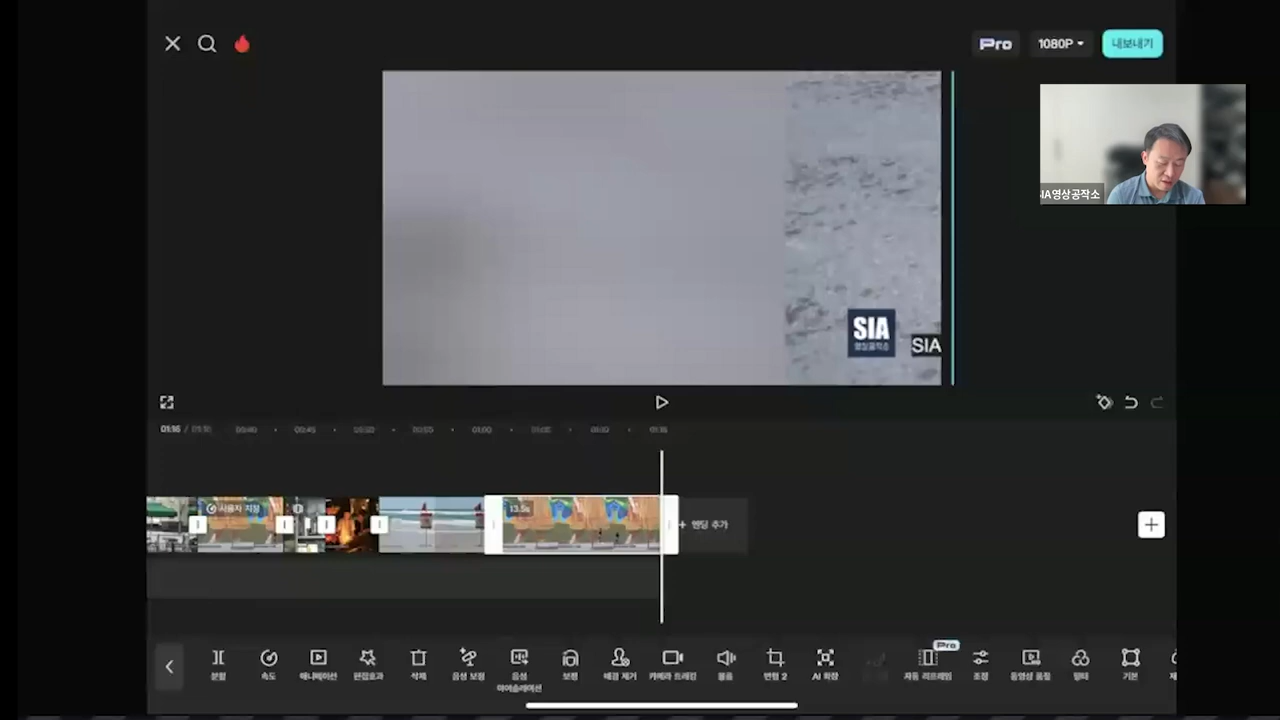 Pro
1080P
내보내기
SIA영상공작소
SIA
영상공작소
SIA
01:16 / 01:16
00:40
00:45
00:50
00:55
01:00
01:05
01:10
01:15
사용자 지정
13.5s
+ 엔딩 추가
Pro
분할
속도
애니메이션
편집효과
삭제
음성 보정
음성
아이솔레이션
보정
배경 제거
카메라 트래킹
볼륨
변형 2
AI 확장
자동 리프레임
조정
동영상 품질
필터
기본